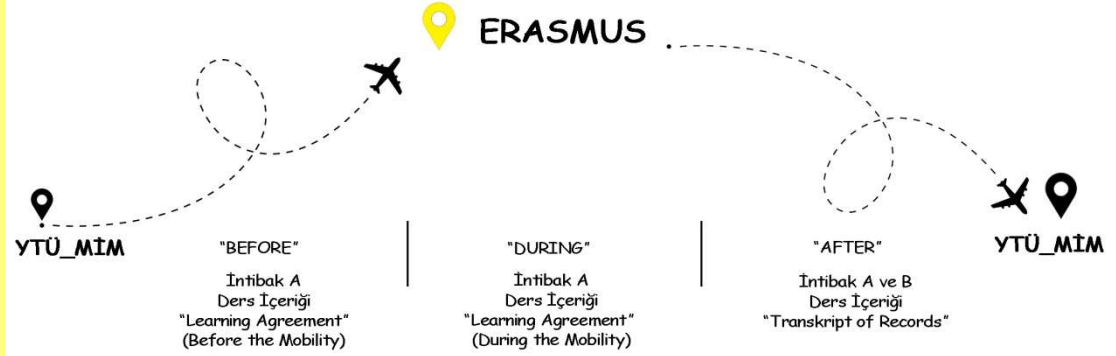 ERASMUS
YTÜ_MİM
"BEFORE"
İntibak A
Ders İçeriği
"Learning Agreement"
(Before the Mobility)
"DURING"
İntibak A
Ders İçeriği
"Learning Agreement"
(During the Mobility)
"AFTER"
İntibak A ve B
Ders İçeriği
"Transkript of Records"
YTÜ_MİM